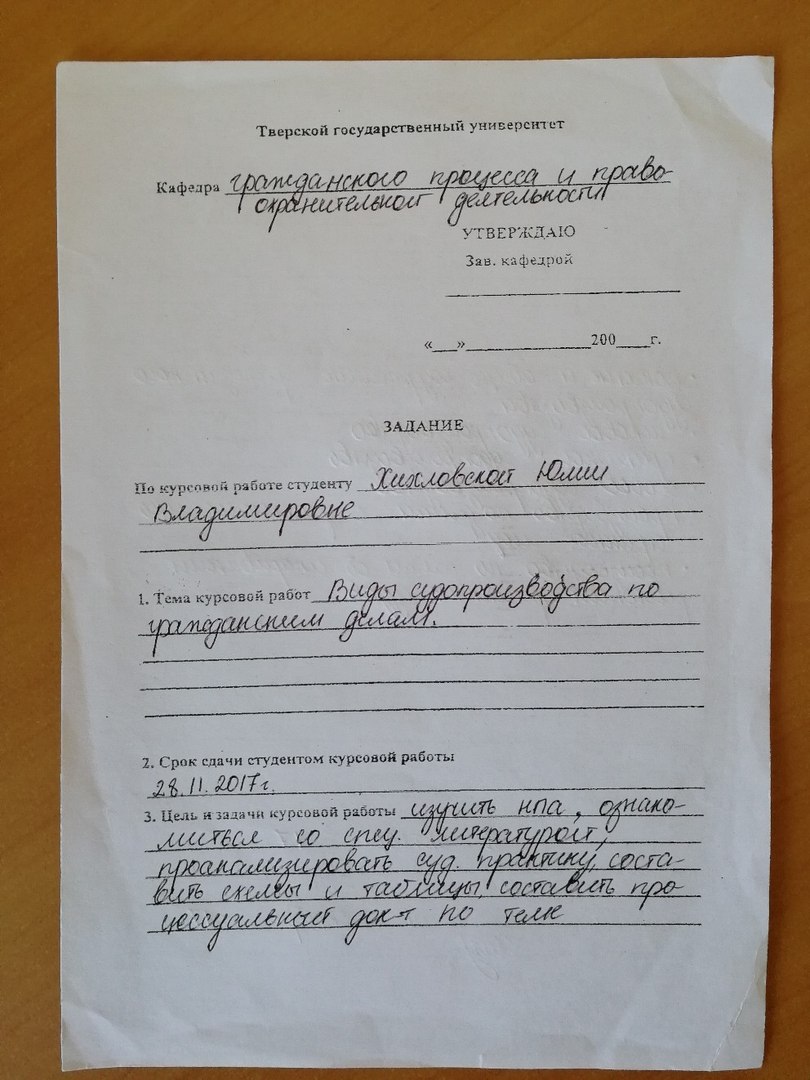 Тверской государственный университет
Кафедра гражданского процесса и право-
охранительной деятельности
УТВЕРЖДАЮ
Зав. кафедрой
«___»______________200____г.
ЗАДАНИЕ
По курсовой работе студенту Хихловской Юлии
Владимировне
1. Тема курсовой работ Виды судопроизводства по
гражданским делам.
2. Срок сдачи студентом курсовой работы
28.11.2017г.
3. Цель и задачи курсовой работы изучить нпа, ознако-
миться со спец. литературой,
проанализировать суд. практику, соста-
вить схемы и таблицы, составить про-
цессуальный док-т по теме